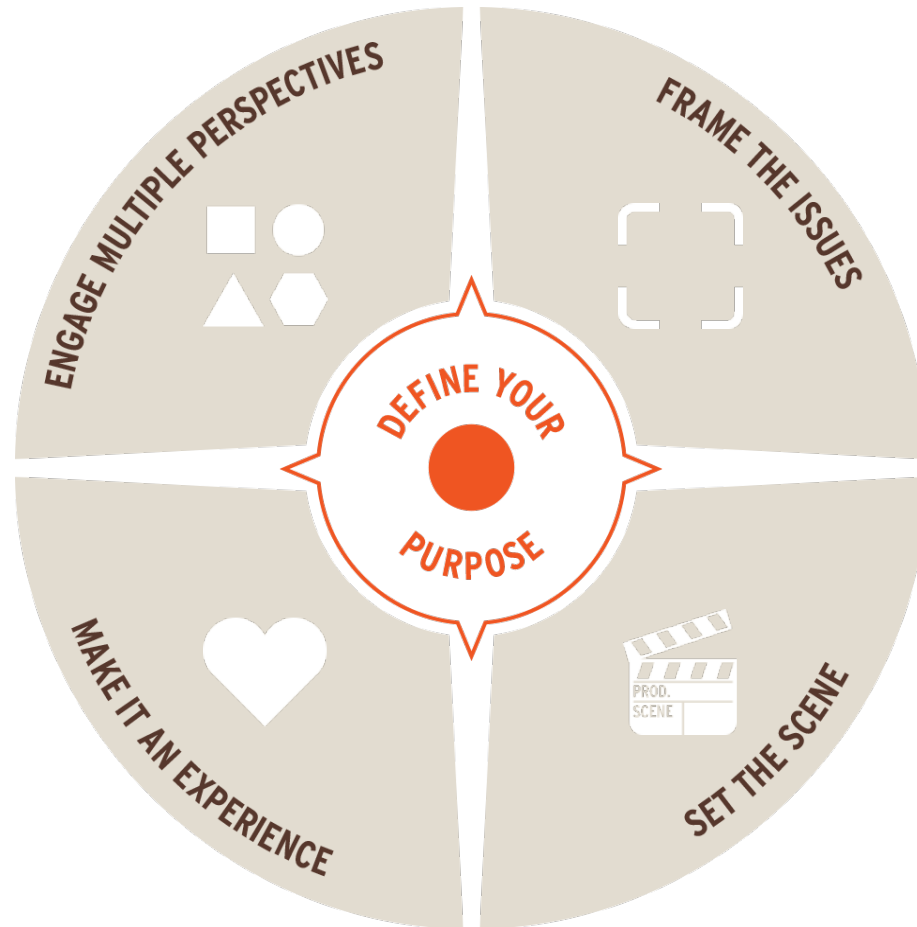 ENGAGE MULTIPLE PERSPECTIVES
FRAME THE ISSUES
DEFINE YOUR
PURPOSE
MAKE IT AN EXPERIENCE
PROD.
SCENE
SET THE SCENE